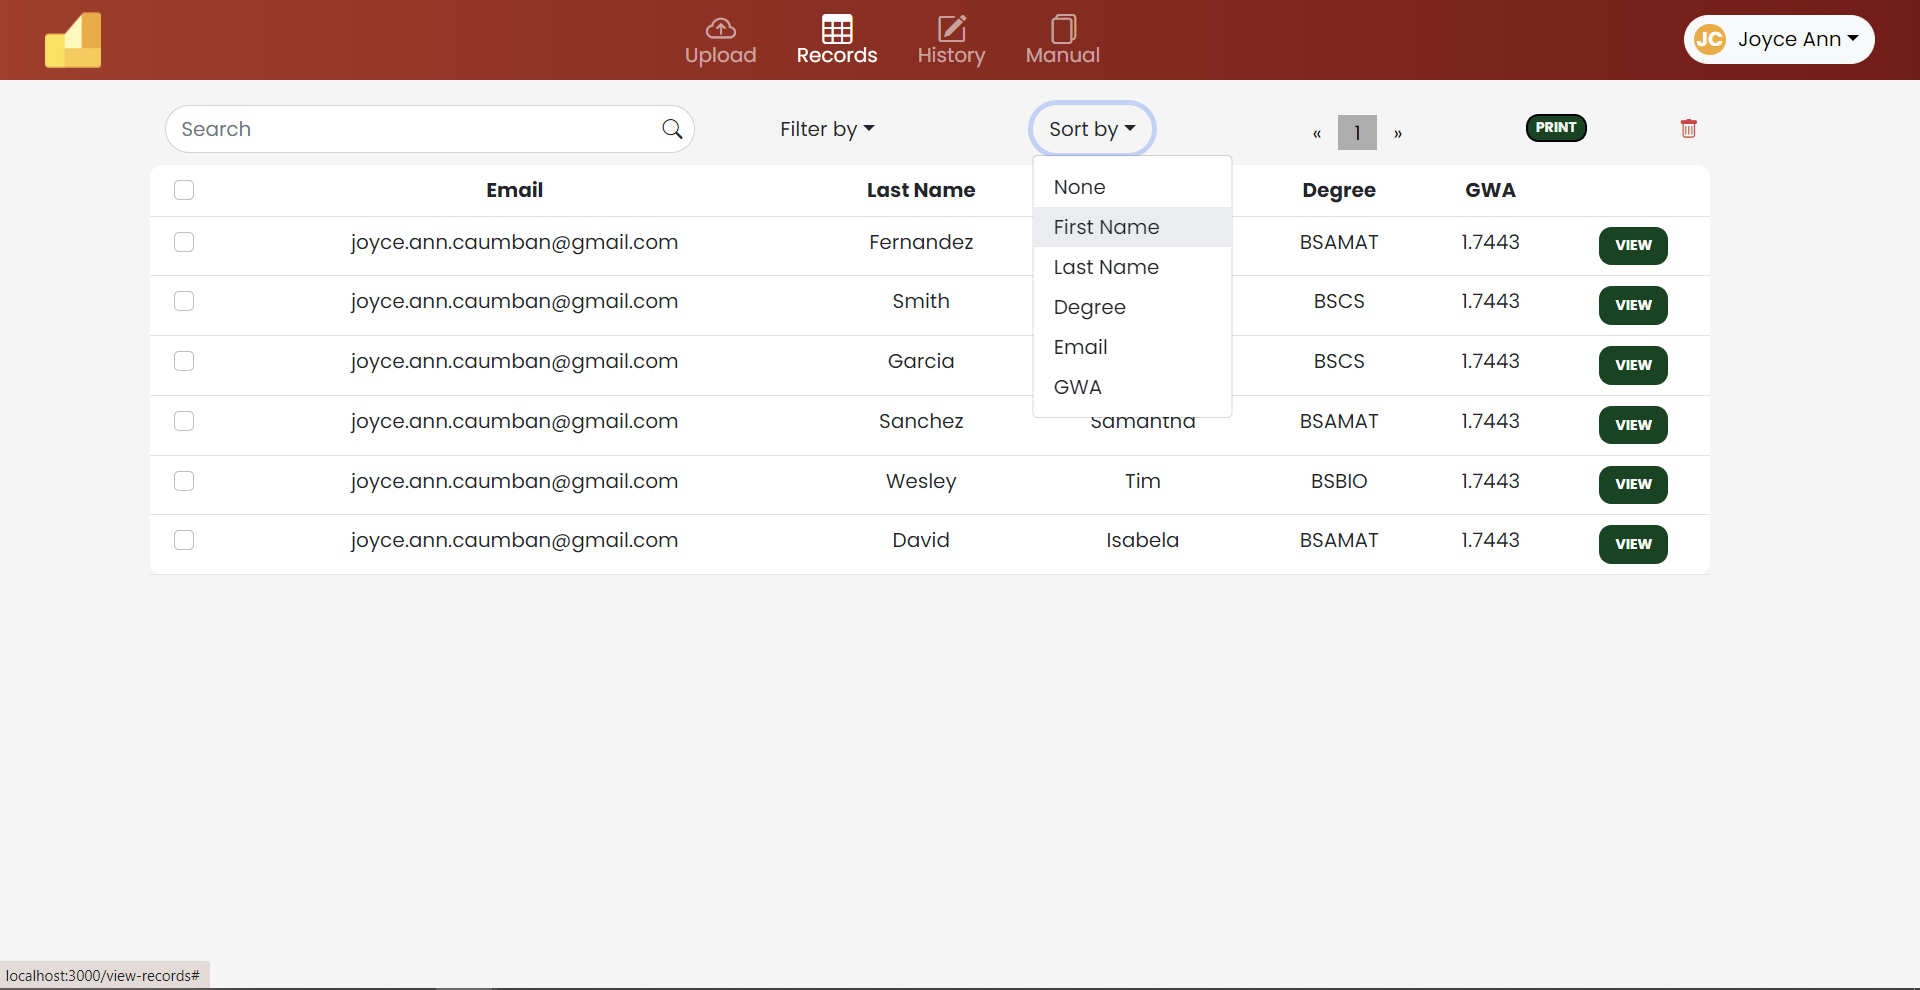 Upload Records History Manual
JC Joyce Ann
Search Filter by Sort by « 1 » PRINT
Email Last Name Degree GWA
None
First Name
Last Name
Degree
Email
GWA
joyce.ann.caumban@gmail.com Fernandez BSAMAT 1.7443 VIEW
joyce.ann.caumban@gmail.com Smith BSCS 1.7443 VIEW
joyce.ann.caumban@gmail.com Garcia BSCS 1.7443 VIEW
joyce.ann.caumban@gmail.com Sanchez Samantha BSAMAT 1.7443 VIEW
joyce.ann.caumban@gmail.com Wesley Tim BSBIO 1.7443 VIEW
joyce.ann.caumban@gmail.com David Isabela BSAMAT 1.7443 VIEW
localhost:3000/view-records#